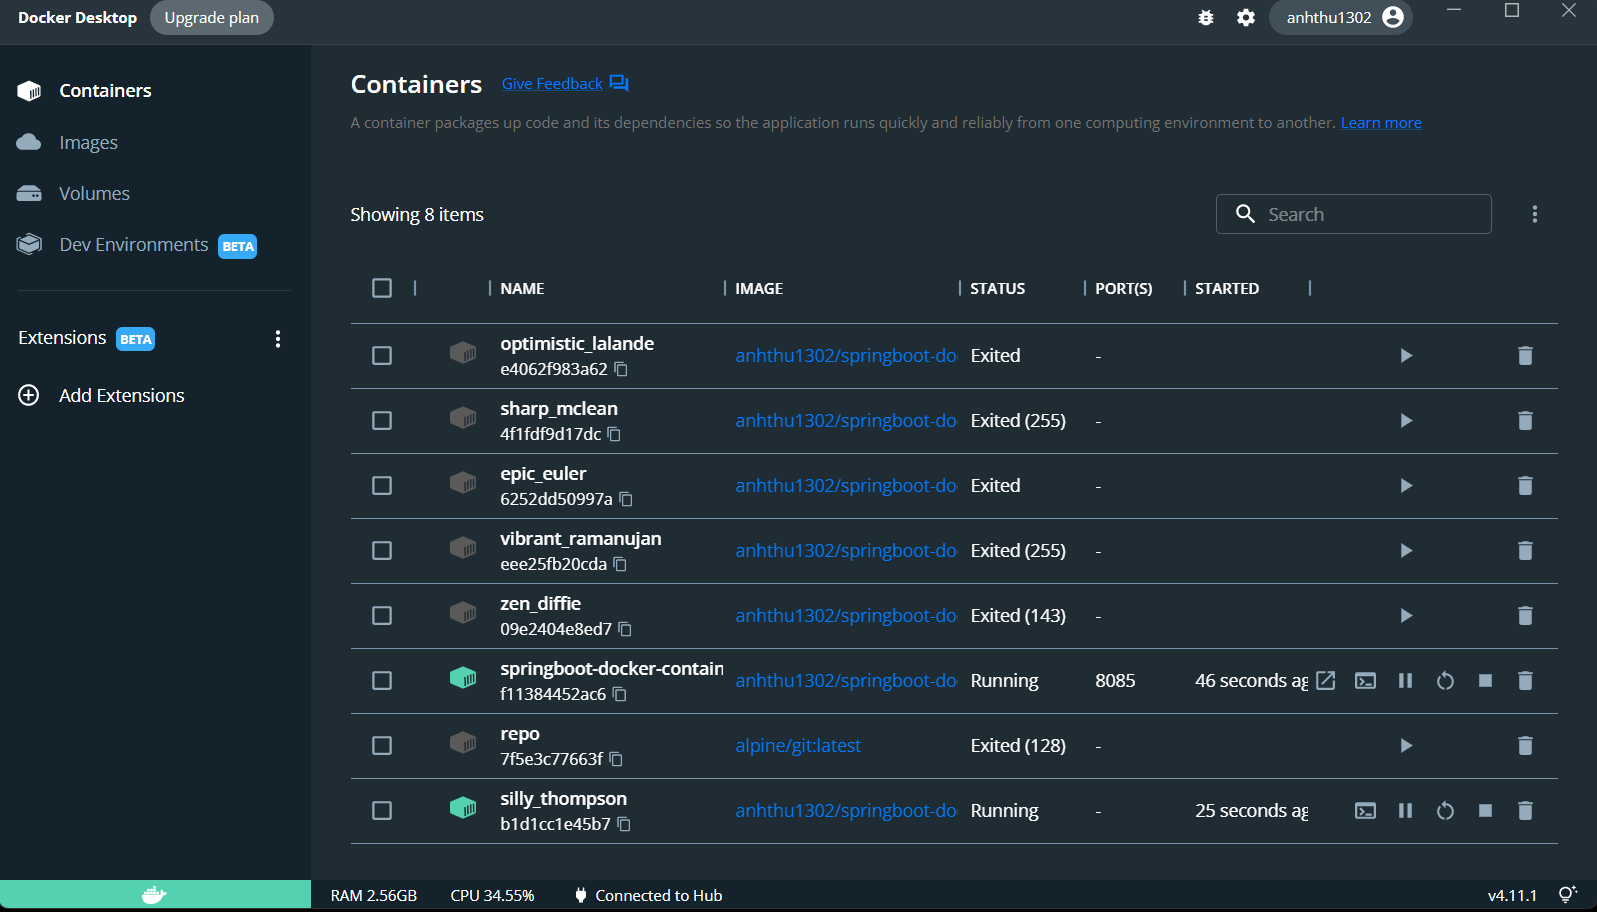 Docker Desktop Upgrade plan anhthu1302
Containers
Images
Volumes
Dev Environments BETA
Extensions BETA
Add Extensions
Containers Give Feedback
A container packages up code and its dependencies so the application runs quickly and reliably from one computing environment to another. Learn more
Showing 8 items Search
NAME IMAGE STATUS PORT(S) STARTED
optimistic_lalande
e4062f983a62
anhthu1302/springboot-do Exited -
sharp_mclean
4f1fdf9d17dc
anhthu1302/springboot-do Exited (255) -
epic_euler
6252dd50997a
anhthu1302/springboot-do Exited -
vibrant_ramanujan
eee25fb20cda
anhthu1302/springboot-do Exited (255) -
zen_diffie
09e2404e8ed7
anhthu1302/springboot-do Exited (143) -
springboot-docker-contain
f11384452ac6
anhthu1302/springboot-do Running 8085 46 seconds ag
repo
7f5e3c77663f
alpine/git:latest Exited (128) -
silly_thompson
b1d1cc1e45b7
anhthu1302/springboot-do Running - 25 seconds ag
RAM 2.56GB CPU 34.55% Connected to Hub v4.11.1